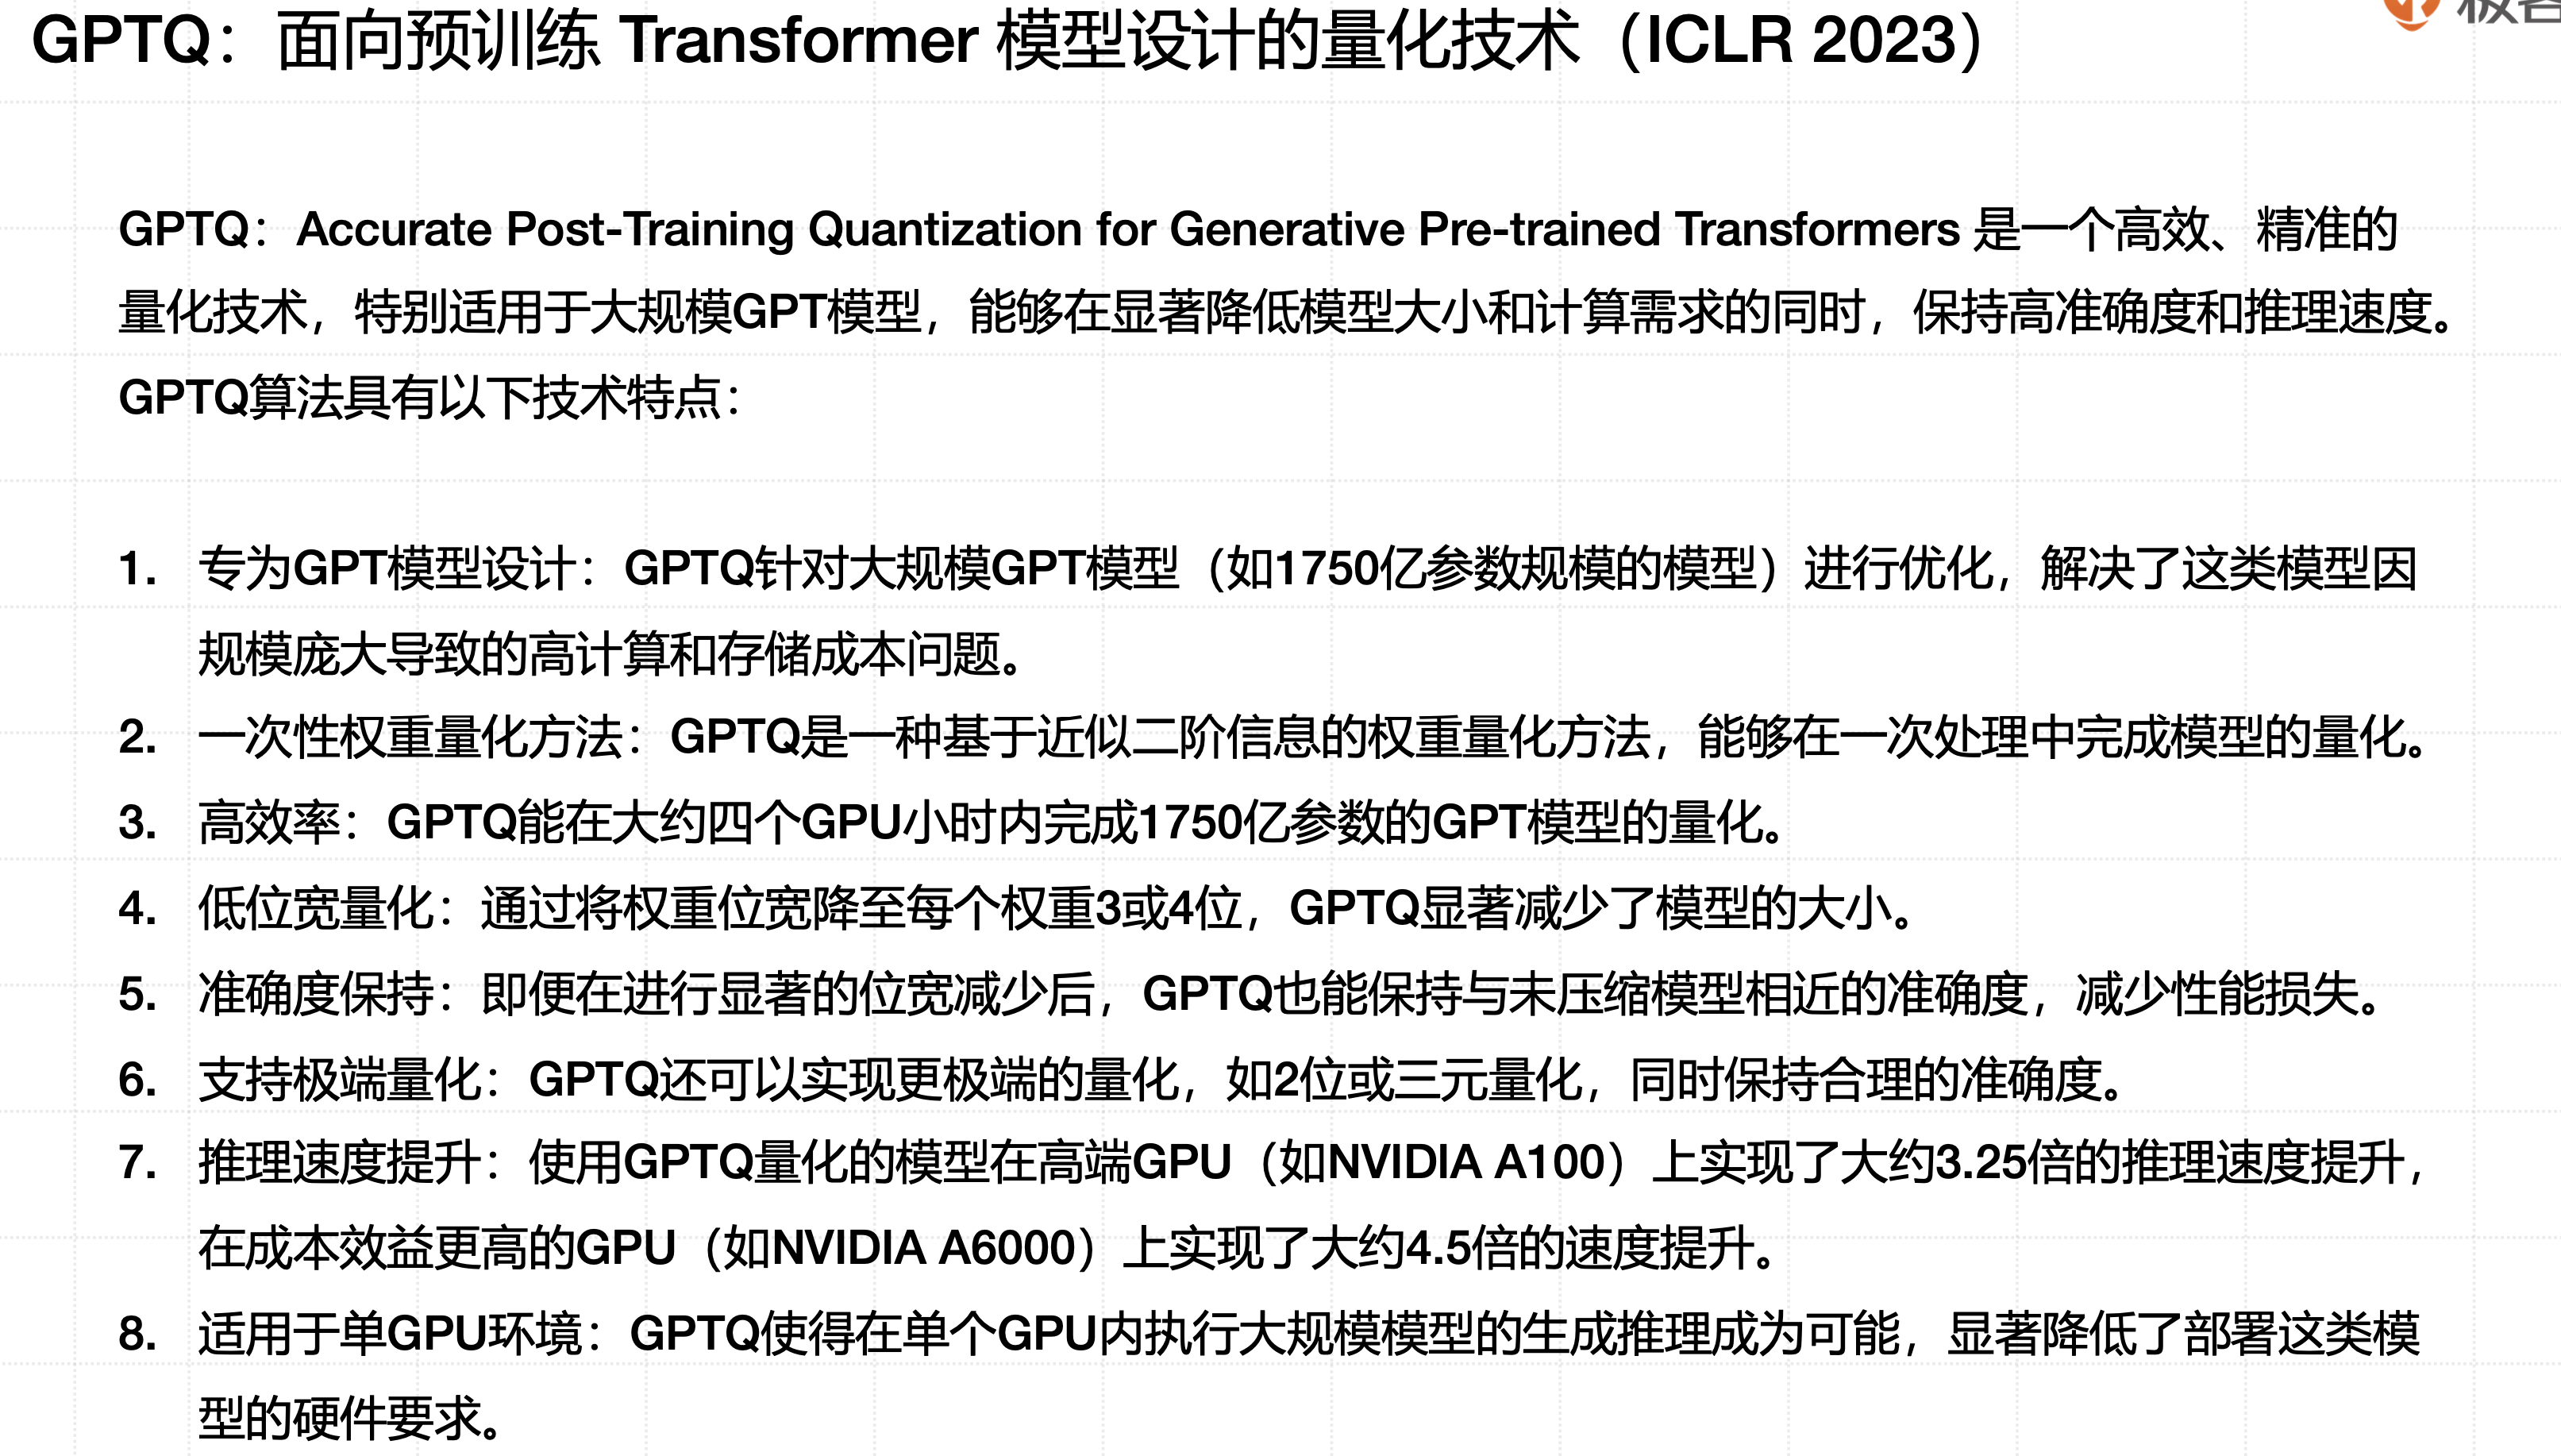 GPTQ：面向预训练 Transformer 模型设计的量化技术（ICLR 2023）
GPTQ：Accurate Post-Training Quantization for Generative Pre-trained Transformers 是一个高效、精准的
量化技术，特别适用于大规模GPT模型，能够在显著降低模型大小和计算需求的同时，保持高准确度和推理速度。
GPTQ算法具有以下技术特点：
1. 专为GPT模型设计：GPTQ针对大规模GPT模型（如1750亿参数规模的模型）进行优化，解决了这类模型因
规模庞大导致的高计算和存储成本问题。
2. 一次性权重量化方法：GPTQ是一种基于近似二阶信息的权重量化方法，能够在一次处理中完成模型的量化。
3. 高效率：GPTQ能在大约四个GPU小时内完成1750亿参数的GPT模型的量化。
4. 低位宽量化：通过将权重位宽降至每个权重3或4位，GPTQ显著减少了模型的大小。
5. 准确度保持：即便在进行显著的位宽减少后，GPTQ也能保持与未压缩模型相近的准确度，减少性能损失。
6. 支持极端量化：GPTQ还可以实现更极端的量化，如2位或三元量化，同时保持合理的准确度。
7. 推理速度提升：使用GPTQ量化的模型在高端GPU（如NVIDIA A100）上实现了大约3.25倍的推理速度提升，
在成本效益更高的GPU（如NVIDIA A6000）上实现了大约4.5倍的速度提升。
8. 适用于单GPU环境：GPTQ使得在单个GPU内执行大规模模型的生成推理成为可能，显著降低了部署这类模
型的硬件要求。